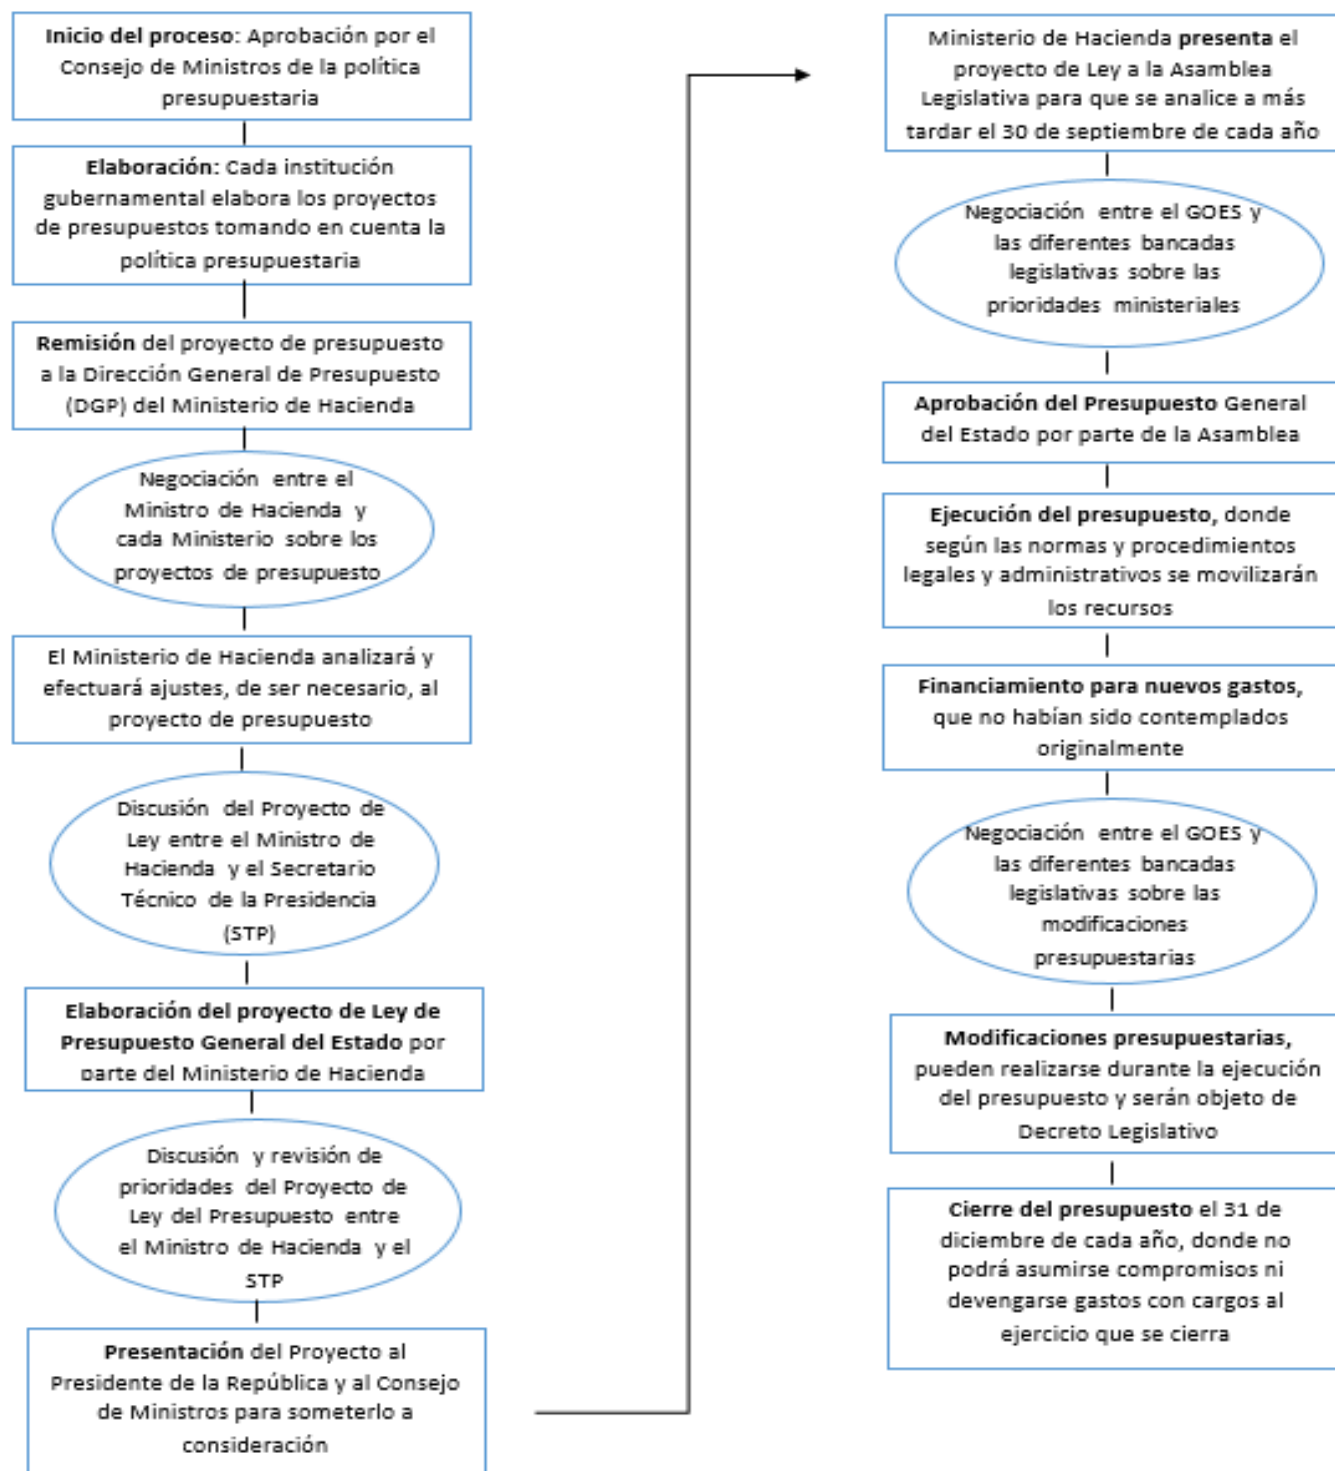 Inicio del proceso: Aprobación por el
Consejo de Ministros de la política
presupuestaria
Elaboración: Cada institución
gubernamental elabora los proyectos
de presupuestos tomando en cuenta la
política presupuestaria
Remisión del proyecto de presupuesto
a la Dirección General de Presupuesto
(DGP) del Ministerio de Hacienda
Negociación entre el
Ministro de Hacienda y
cada Ministerio sobre los
proyectos de presupuesto
El Ministerio de Hacienda analizará y
efectuará ajustes, de ser necesario, al
proyecto de presupuesto
Discusión del Proyecto de
Ley entre el Ministro de
Hacienda y el Secretario
Técnico de la Presidencia
(STP)
Elaboración del proyecto de Ley de
Presupuesto General del Estado por
parte del Ministerio de Hacienda
Discusión y revisión de
prioridades del Proyecto de
Ley del Presupuesto entre
el Ministro de Hacienda y el
STP
Presentación del Proyecto al
Presidente de la República y al Consejo
de Ministros para someterlo a
consideración
Ministerio de Hacienda presenta el
proyecto de Ley a la Asamblea
Legislativa para que se analice a más
tardar el 30 de septiembre de cada año
Negociación entre el GOES y
las diferentes bancadas
legislativas sobre las
prioridades ministeriales
Aprobación del Presupuesto General
del Estado por parte de la Asamblea
Ejecución del presupuesto, donde
según las normas y procedimientos
legales y administrativos se movilizarán
los recursos
Financiamiento para nuevos gastos,
que no habían sido contemplados
originalmente
Negociación entre el GOES y
las diferentes bancadas
legislativas sobre las
modificaciones
presupuestarias
Modificaciones presupuestarias,
pueden realizarse durante la ejecución
del presupuesto y serán objeto de
Decreto Legislativo
Cierre del presupuesto el 31 de
diciembre de cada año, donde no
podrá asumirse compromisos ni
devengarse gastos con cargos al
ejercicio que se cierra